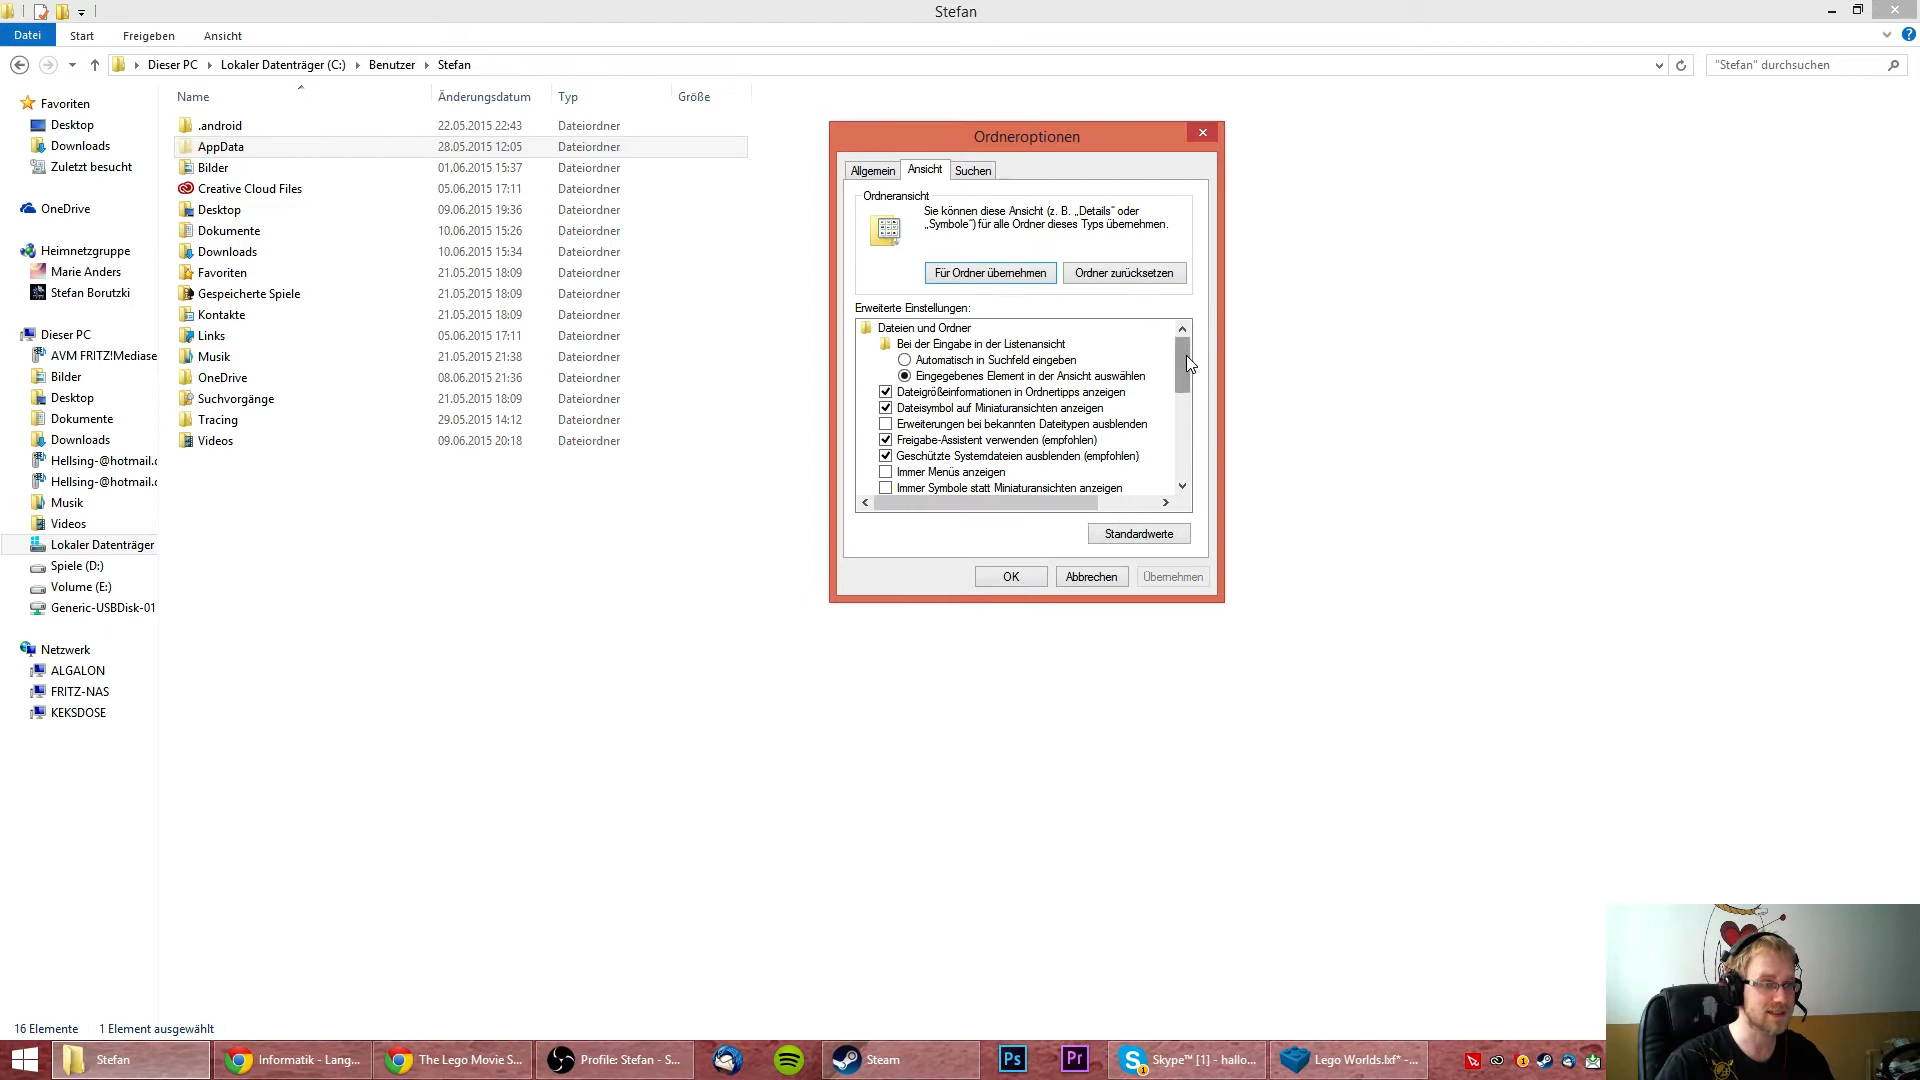 Stefan
Datei Start Freigeben Ansicht
Dieser PC Lokaler Datenträger (C:) Benutzer Stefan
"Stefan" durchsuchen
Name Änderungsdatum Typ Größe
.android 22.05.2015 22:43 Dateiordner
AppData 28.05.2015 12:05 Dateiordner
Bilder 01.06.2015 15:37 Dateiordner
Creative Cloud Files 05.06.2015 17:11 Dateiordner
Desktop 09.06.2015 19:36 Dateiordner
Dokumente 10.06.2015 15:26 Dateiordner
Downloads 10.06.2015 15:34 Dateiordner
Favoriten 21.05.2015 18:09 Dateiordner
Gespeicherte Spiele 21.05.2015 18:09 Dateiordner
Kontakte 21.05.2015 18:09 Dateiordner
Links 05.06.2015 17:11 Dateiordner
Musik 21.05.2015 21:38 Dateiordner
OneDrive 08.06.2015 21:36 Dateiordner
Suchvorgänge 21.05.2015 18:09 Dateiordner
Tracing 29.05.2015 14:12 Dateiordner
Videos 09.06.2015 20:18 Dateiordner
Favoriten
Desktop
Downloads
Zuletzt besucht
OneDrive
Heimnetzgruppe
Marie Anders
Stefan Borutzki
Dieser PC
AVM FRITZ!Mediase
Bilder
Desktop
Dokumente
Downloads
Hellsing-@hotmail.c
Hellsing-@hotmail.c
Musik
Videos
Lokaler Datenträger
Spiele (D:)
Volume (E:)
Generic-USBDisk-01
Netzwerk
ALGALON
FRITZ-NAS
KEKSDOSE
Ordneroptionen
Allgemein Ansicht Suchen
Ordneransicht
Sie können diese Ansicht (z. B. „Details“ oder
„Symbole“) für alle Ordner dieses Typs übernehmen.
Für Ordner übernehmen Ordner zurücksetzen
Erweiterte Einstellungen:
Dateien und Ordner
Bei der Eingabe in der Listenansicht
Automatisch in Suchfeld eingeben
Eingegebenes Element in der Ansicht auswählen
Dateigrößeinformationen in Ordnertipps anzeigen
Dateisymbol auf Miniaturansichten anzeigen
Erweiterungen bei bekannten Dateitypen ausblenden
Freigabe-Assistent verwenden (empfohlen)
Geschützte Systemdateien ausblenden (empfohlen)
Immer Menüs anzeigen
Immer Symbole statt Miniaturansichten anzeigen
Standardwerte
OK Abbrechen Übernehmen
16 Elemente 1 Element ausgewählt
Stefan Informatik - Lang... The Lego Movie S... Profile: Stefan - S... Steam Ps Pr Skype™ [1] - hallo... Lego Worlds.lxf* -...